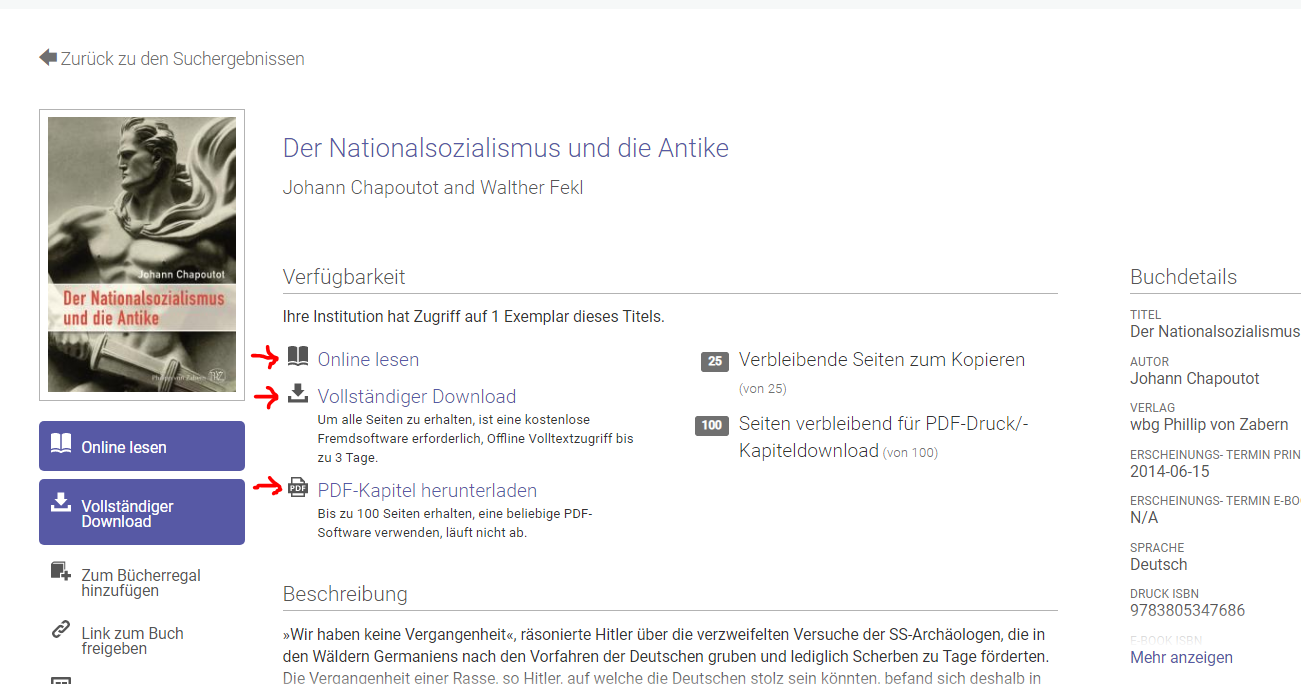 Zurück zu den Suchergebnissen
Johann Chapoutot
Der Nationalsozialismus
und die Antike
Philipp von Zabern
Online lesen
Vollständiger
Download
Zum Bücherregal
hinzufügen
Link zum Buch
freigeben
Der Nationalsozialismus und die Antike
Johann Chapoutot and Walther Fekl
Verfügbarkeit
Ihre Institution hat Zugriff auf 1 Exemplar dieses Titels.
Online lesen
Vollständiger Download
Um alle Seiten zu erhalten, ist eine kostenlose
Fremdsoftware erforderlich, Offline Volltextzugriff bis
zu 3 Tage.
PDF
PDF-Kapitel herunterladen
Bis zu 100 Seiten erhalten, eine beliebige PDF-
Software verwenden, läuft nicht ab.
25 Verbleibende Seiten zum Kopieren
(von 25)
100 Seiten verbleibend für PDF-Druck/-
Kapiteldownload (von 100)
Beschreibung
»Wir haben keine Vergangenheit«, räsonierte Hitler über die verzweifelten Versuche der SS-Archäologen, die in
den Wäldern Germaniens nach den Vorfahren der Deutschen gruben und lediglich Scherben zu Tage förderten.
Die Vergangenheit einer Rasse, so Hitler, auf welche die Deutschen stolz sein könnten, befand sich deshalb in
Buchdetails
TITEL
Der Nationalsozialismus
AUTOR
Johann Chapoutot
VERLAG
wbg Phillip von Zabern
ERSCHEINUNGS- TERMIN PRIN
2014-06-15
ERSCHEINUNGS- TERMIN E-BO
N/A
SPRACHE
Deutsch
DRUCK ISBN
9783805347686
E-BOOK ISBN
Mehr anzeigen